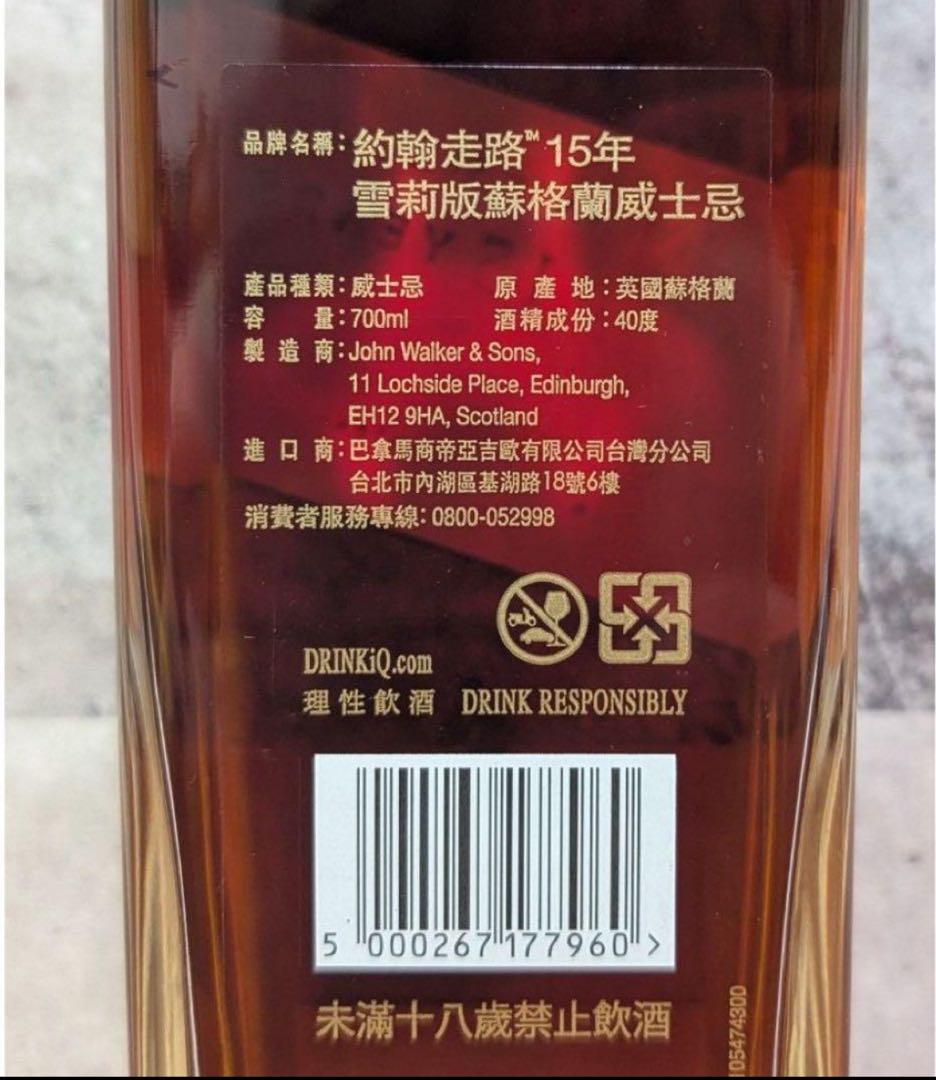 品牌名稱：約翰走路™ 15年
雪莉版蘇格蘭威士忌
產品種類：威士忌 原產地：英國蘇格蘭
容量：700ml 酒精成份：40度
製造商：John Walker & Sons,
11 Lochside Place, Edinburgh,
EH12 9HA, Scotland
進口商：巴拿馬商帝亞吉歐有限公司台灣分公司
台北市內湖區基湖路18號6樓
消費者服務專線：0800-052998
DRINKiQ.com
理性飲酒 DRINK RESPONSIBLY
5 000267 177960 >
未滿十八歲禁止飲酒
105474300